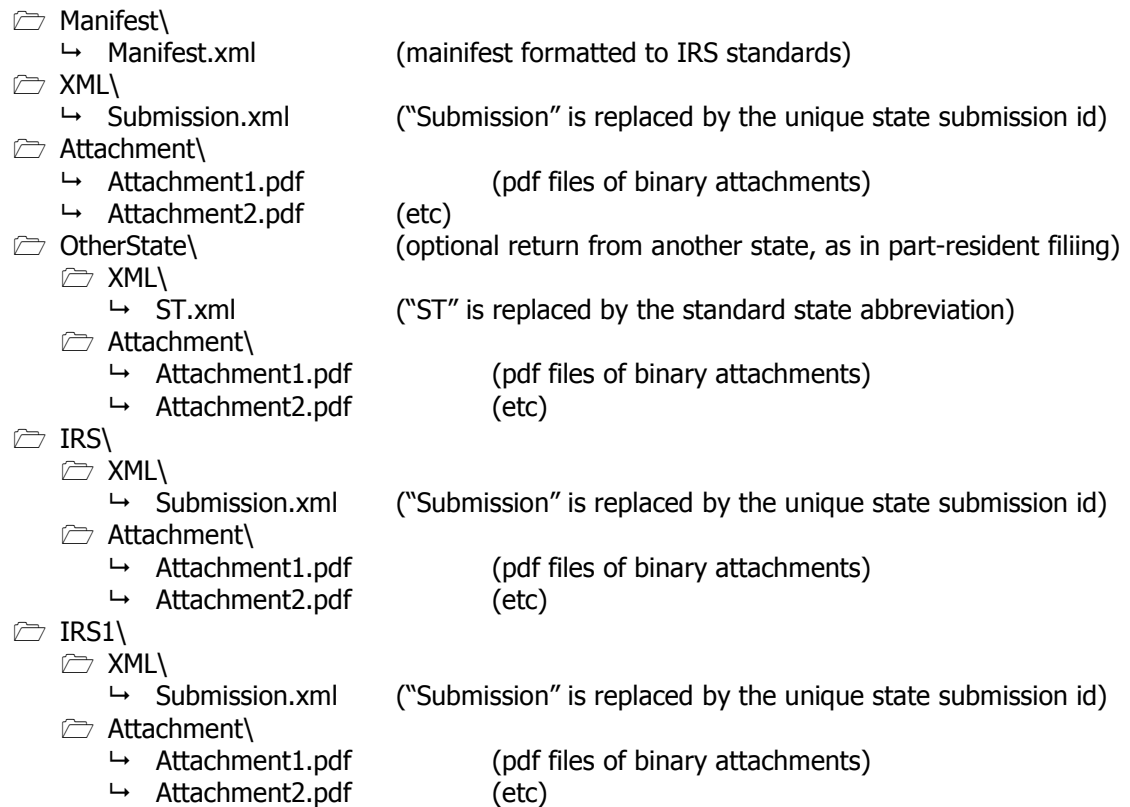 Manifest\
↳ Manifest.xml (mainifest formatted to IRS standards)
XML\
↳ Submission.xml (“Submission” is replaced by the unique state submission id)
Attachment\
↳ Attachment1.pdf (pdf files of binary attachments)
↳ Attachment2.pdf (etc)
OtherState\ (optional return from another state, as in part-resident filiing)
XML\
↳ ST.xml (“ST” is replaced by the standard state abbreviation)
Attachment\
↳ Attachment1.pdf (pdf files of binary attachments)
↳ Attachment2.pdf (etc)
IRS\
XML\
↳ Submission.xml (“Submission” is replaced by the unique state submission id)
Attachment\
↳ Attachment1.pdf (pdf files of binary attachments)
↳ Attachment2.pdf (etc)
IRS1\
XML\
↳ Submission.xml (“Submission” is replaced by the unique state submission id)
Attachment\
↳ Attachment1.pdf (pdf files of binary attachments)
↳ Attachment2.pdf (etc)